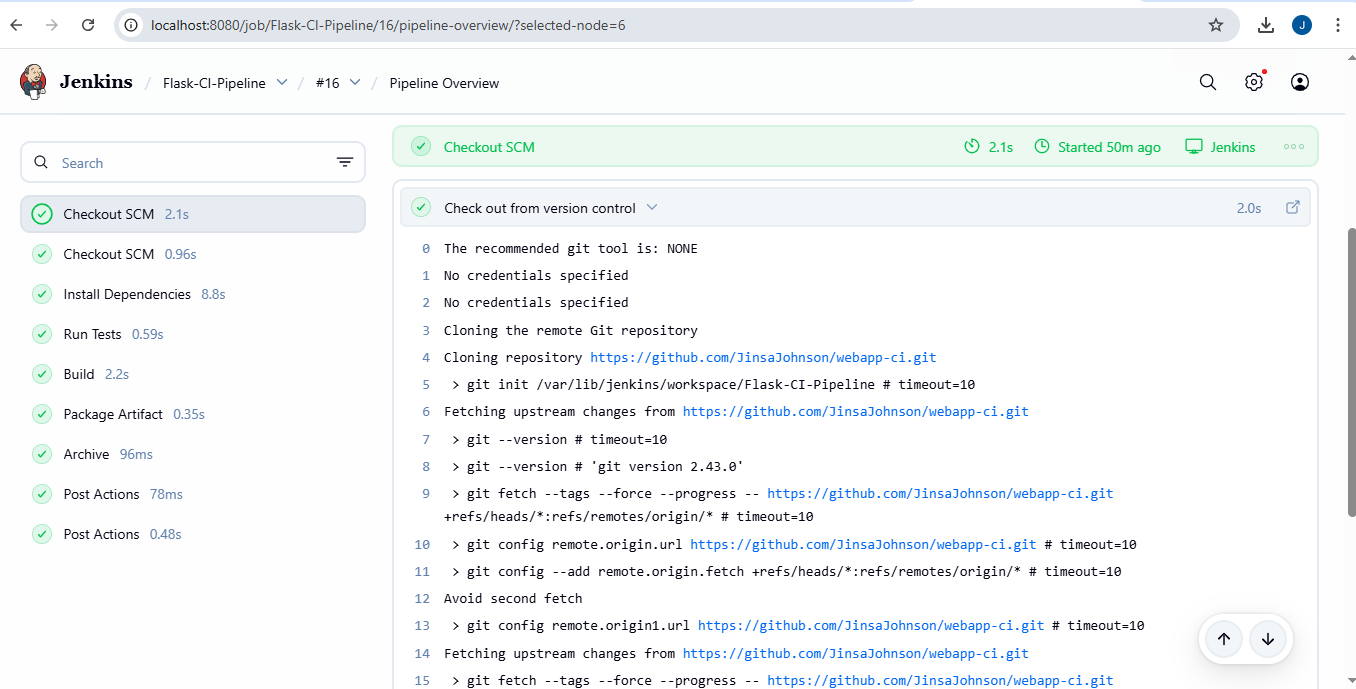 localhost:8080/job/Flask-CI-Pipeline/16/pipeline-overview/?selected-node=6
J
Jenkins / Flask-CI-Pipeline / #16 / Pipeline Overview
Search
Checkout SCM 2.1s
Checkout SCM 0.96s
Install Dependencies 8.8s
Run Tests 0.59s
Build 2.2s
Package Artifact 0.35s
Archive 96ms
Post Actions 78ms
Post Actions 0.48s
Checkout SCM 2.1s Started 50m ago Jenkins
Check out from version control 2.0s
0 The recommended git tool is: NONE
1 No credentials specified
2 No credentials specified
3 Cloning the remote Git repository
4 Cloning repository https://github.com/JinsaJohnson/webapp-ci.git
5 > git init /var/lib/jenkins/workspace/Flask-CI-Pipeline # timeout=10
6 Fetching upstream changes from https://github.com/JinsaJohnson/webapp-ci.git
7 > git --version # timeout=10
8 > git --version # 'git version 2.43.0'
9 > git fetch --tags --force --progress -- https://github.com/JinsaJohnson/webapp-ci.git
+refs/heads/*:refs/remotes/origin/* # timeout=10
10 > git config remote.origin.url https://github.com/JinsaJohnson/webapp-ci.git # timeout=10
11 > git config --add remote.origin.fetch +refs/heads/*:refs/remotes/origin/* # timeout=10
12 Avoid second fetch
13 > git config remote.origin1.url https://github.com/JinsaJohnson/webapp-ci.git # timeout=10
14 Fetching upstream changes from https://github.com/JinsaJohnson/webapp-ci.git
15 > git fetch --tags --force --progress -- https://github.com/JinsaJohnson/webapp-ci.git